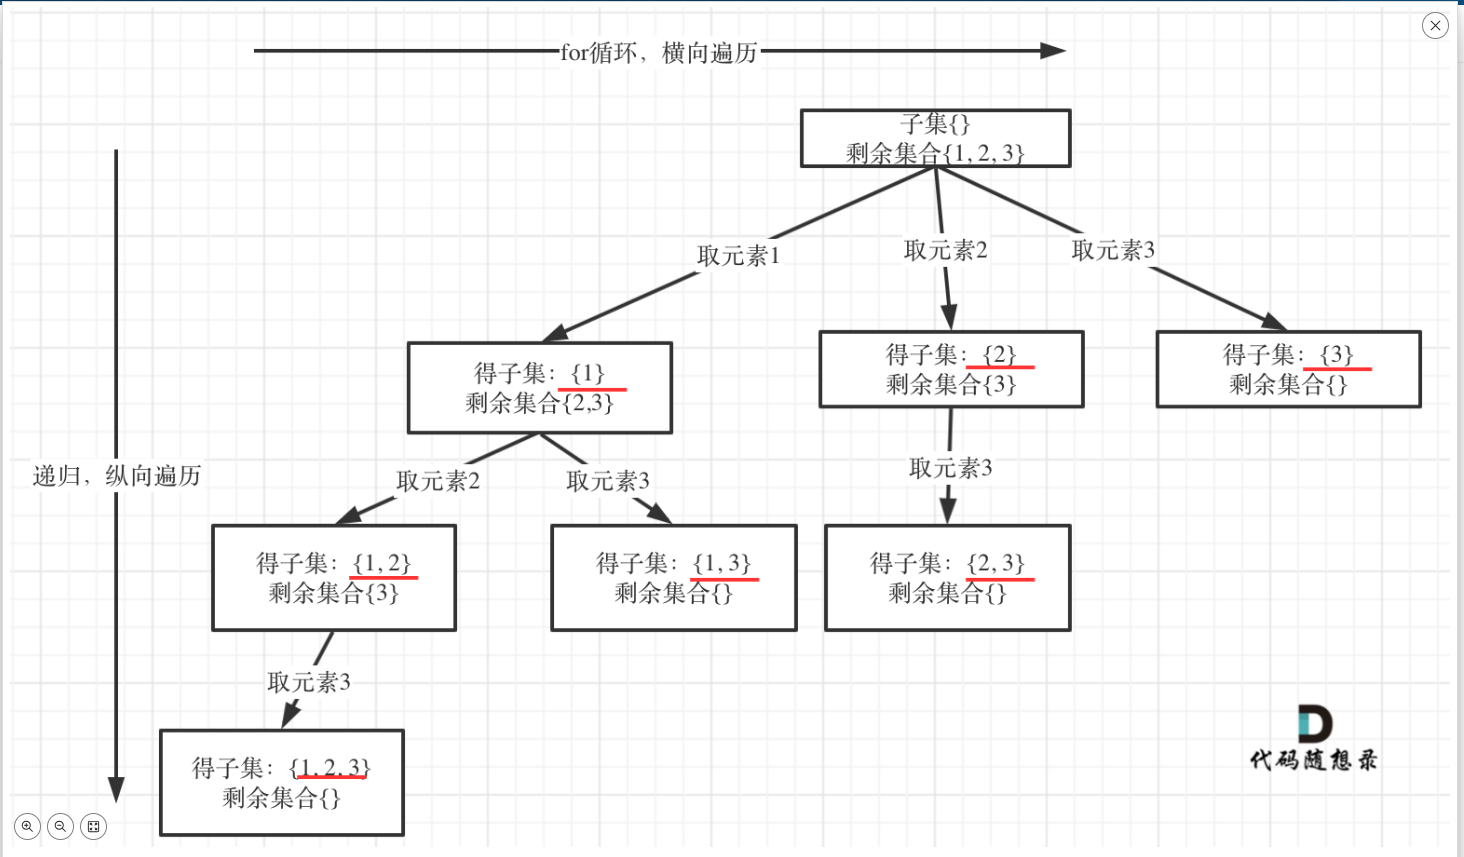 for循环，横向遍历
子集{}
剩余集合{1, 2, 3}
取元素1
取元素2
取元素3
得子集：{1}
剩余集合{2,3}
得子集：{2}
剩余集合{3}
得子集：{3}
剩余集合{}
递归，纵向遍历
取元素2
取元素3
取元素3
得子集：{1, 2}
剩余集合{3}
得子集：{1, 3}
剩余集合{}
得子集：{2, 3}
剩余集合{}
取元素3
得子集：{1, 2, 3}
剩余集合{}
代码随想录